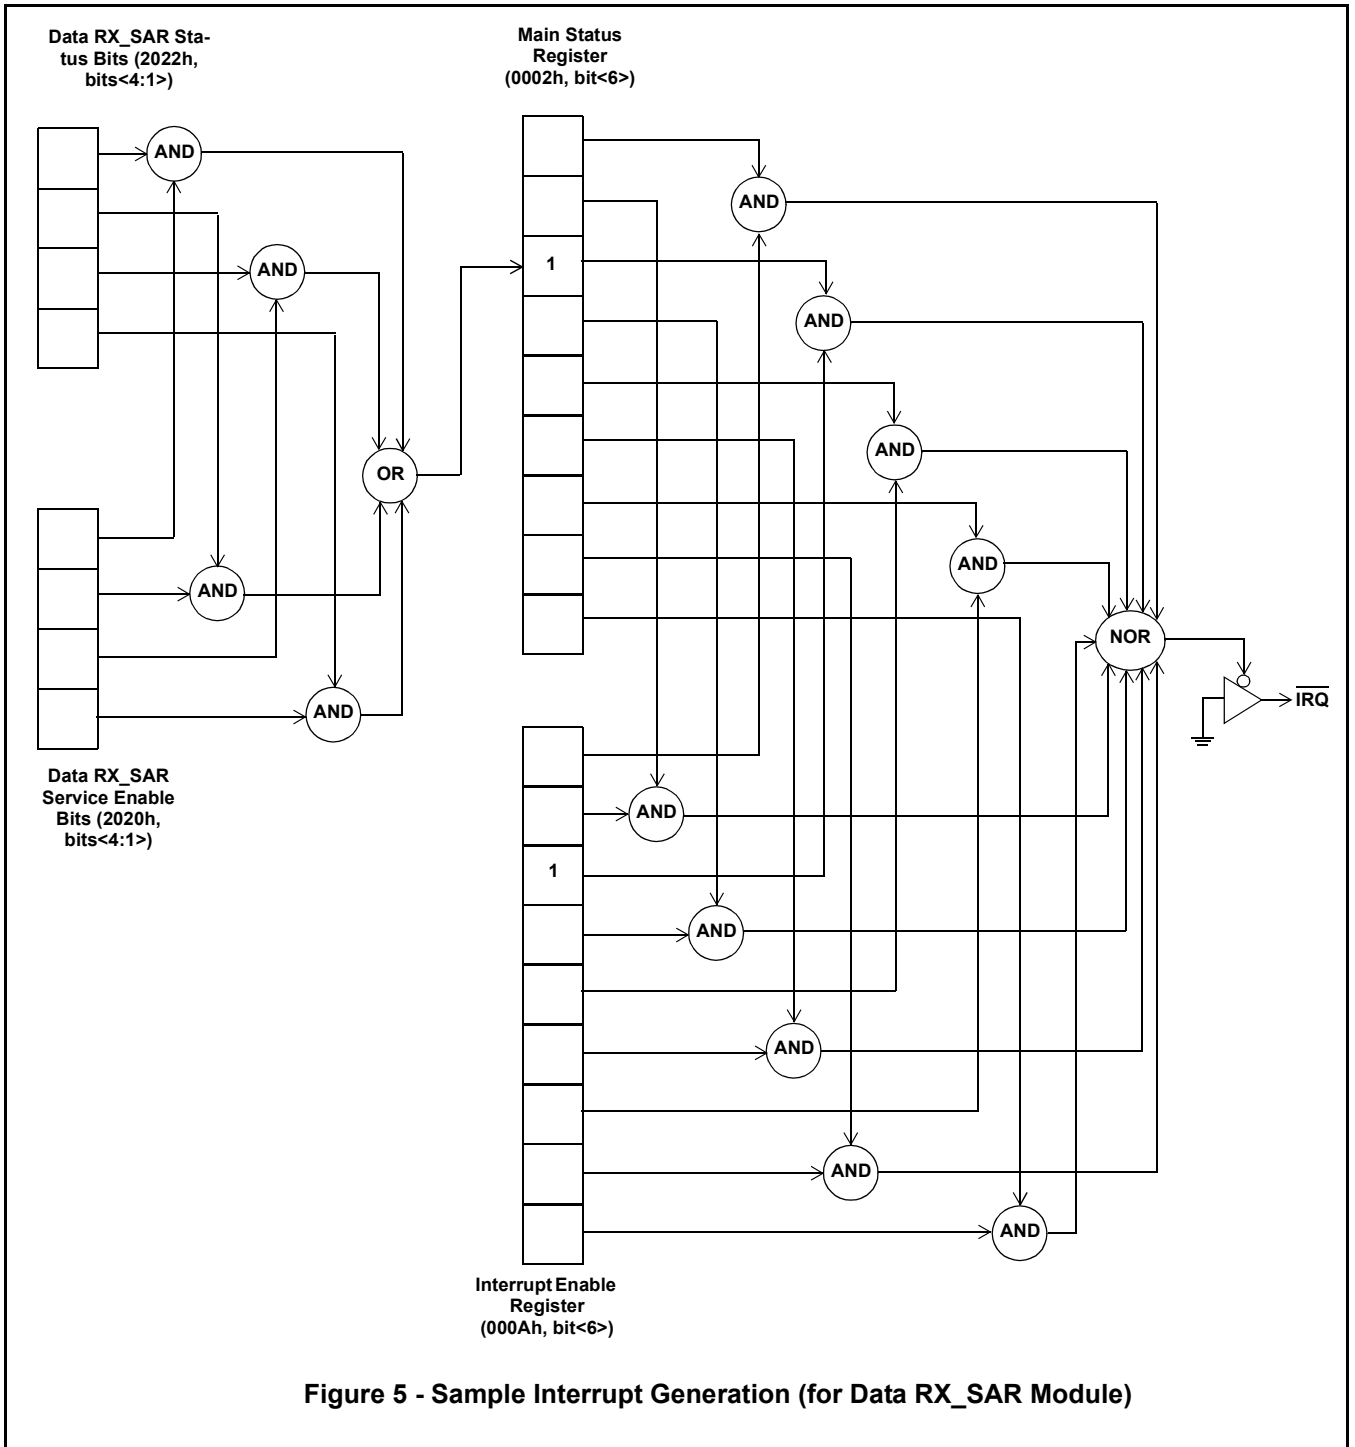 Data RX_SAR Sta-
tus Bits (2022h,
bits<4:1>)
Main Status
Register
(0002h, bit<6>)
AND
AND
1
AND
AND
AND
AND
OR
AND
AND
AND
NOR
IRQ
Data RX_SAR
Service Enable
Bits (2020h,
bits<4:1>)
AND
1
AND
AND
AND
AND
Interrupt Enable
Register
(000Ah, bit<6>)
Figure 5 - Sample Interrupt Generation (for Data RX_SAR Module)